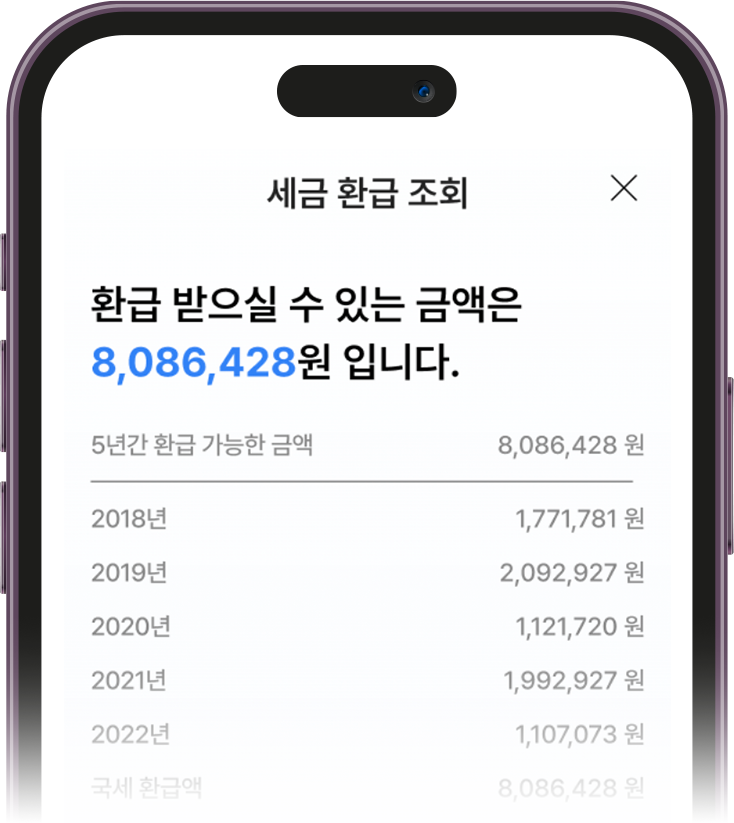 세금 환급 조회
환급 받으실 수 있는 금액은
8,086,428원 입니다.
5년간 환급 가능한 금액 8,086,428 원
2018년 1,771,781 원
2019년 2,092,927 원
2020년 1,121,720 원
2021년 1,992,927 원
2022년 1,107,073 원
국세 환급액 8,086,428 원